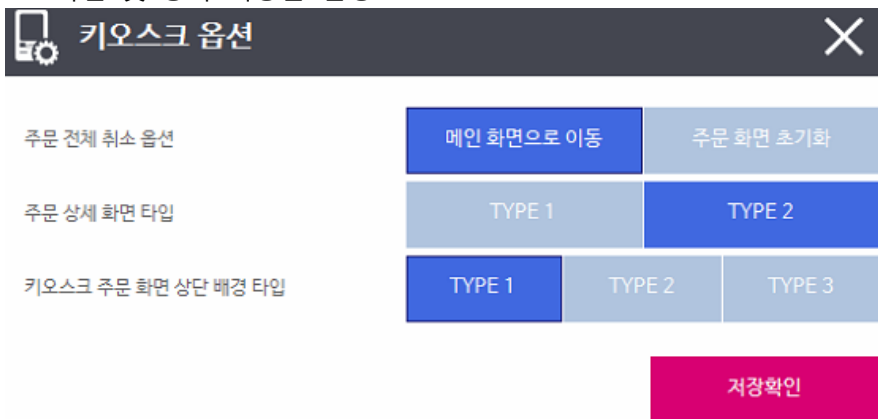 키오스크 옵션
주문 전체 취소 옵션 메인 화면으로 이동 주문 화면 초기화
주문 상세 화면 타입 TYPE 1 TYPE 2
키오스크 주문 화면 상단 배경 타입 TYPE 1 TYPE 2 TYPE 3
저장확인